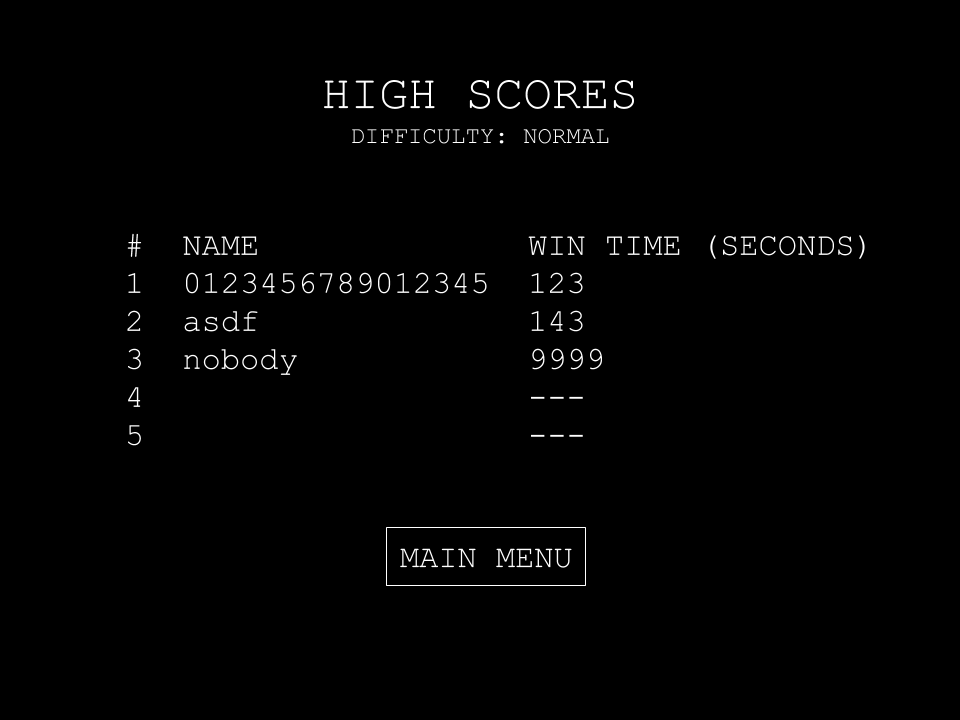 HIGH SCORES
DIFFICULTY: NORMAL
# NAME WIN TIME (SECONDS)
1 0123456789012345 123
2 asdf 143
3 nobody 9999
4 ---
5 ---
MAIN MENU